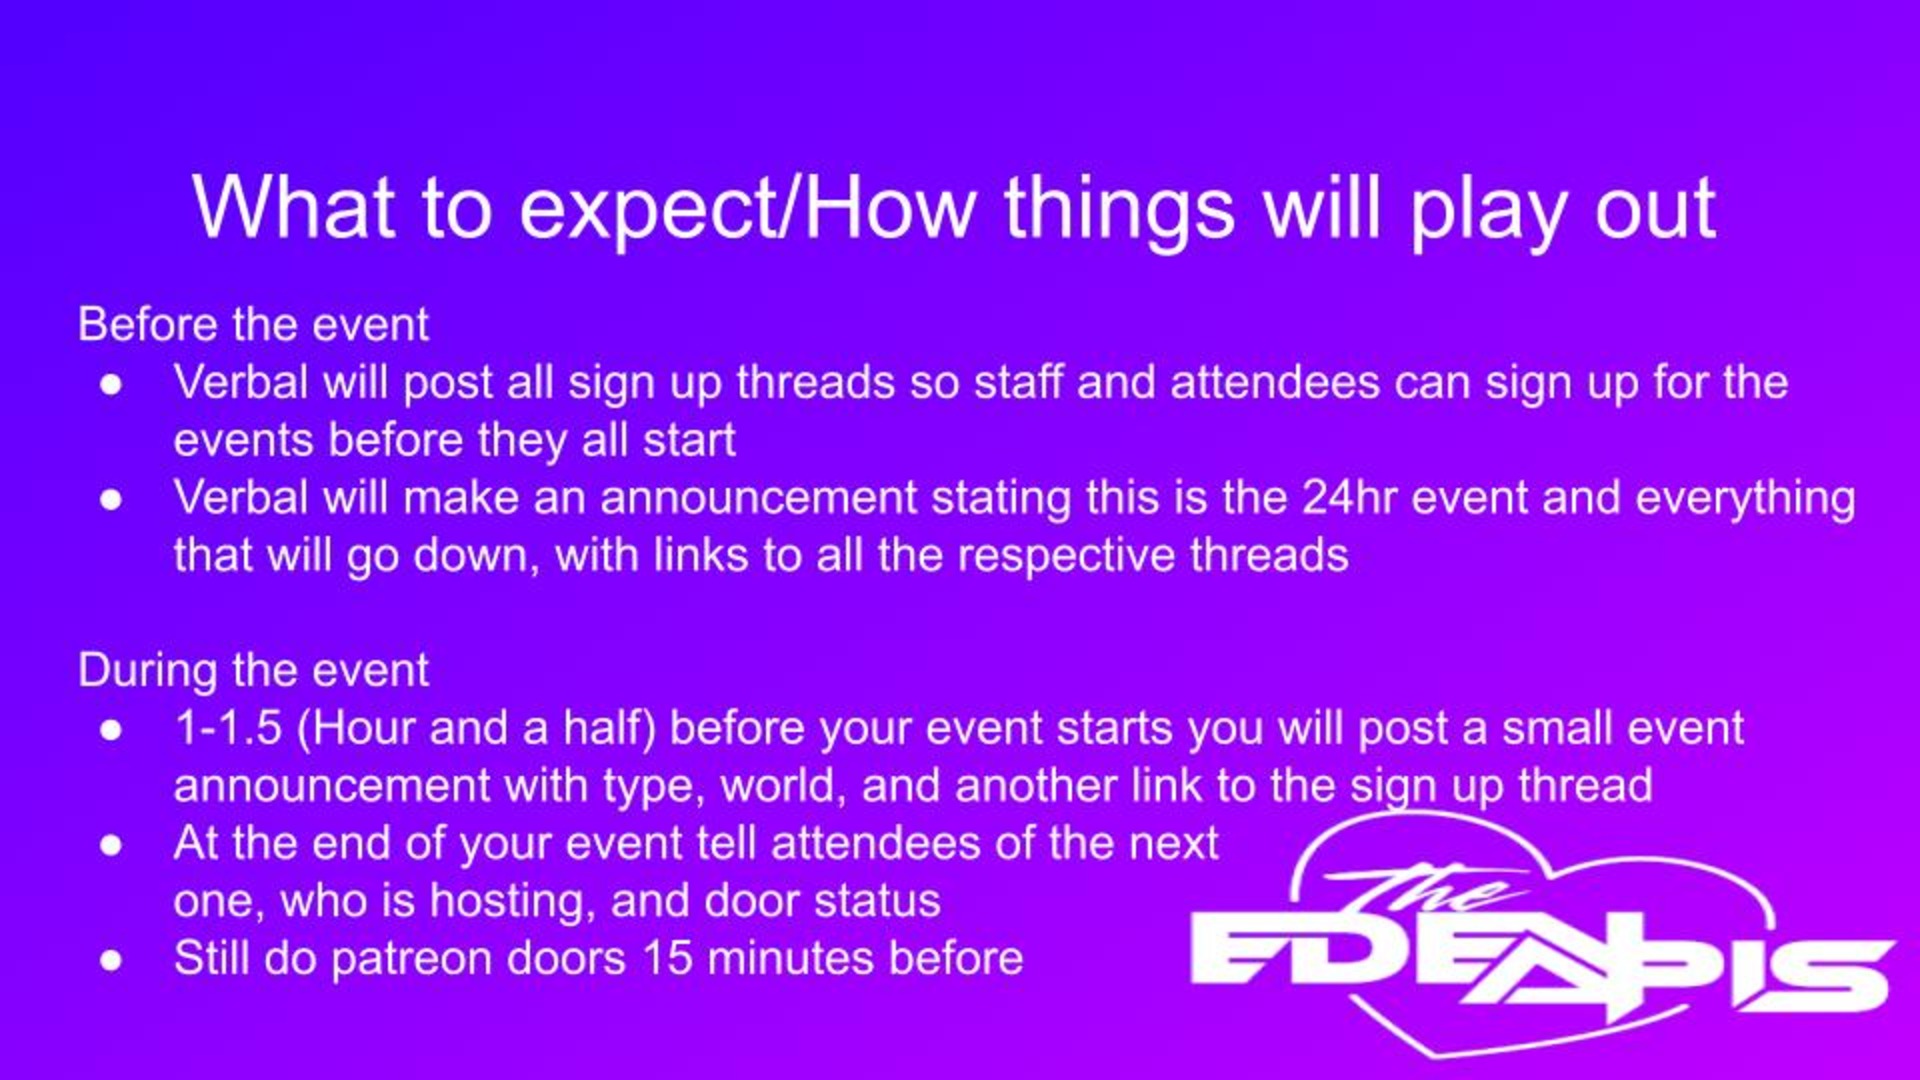 What to expect/How things will play out
Before the event
● Verbal will post all sign up threads so staff and attendees can sign up for the
events before they all start
● Verbal will make an announcement stating this is the 24hr event and everything
that will go down, with links to all the respective threads
During the event
● 1-1.5 (Hour and a half) before your event starts you will post a small event
announcement with type, world, and another link to the sign up thread
● At the end of your event tell attendees of the next
one, who is hosting, and door status
● Still do patreon doors 15 minutes before
The
EDEN APIS